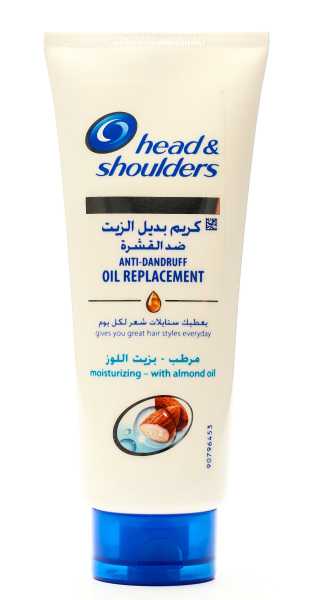 head &
shoulders
كريم بديل الزيت
ضد القشرة
ANTI-DANDRUFF
OIL REPLACEMENT
يعطيك ستايلات شعر لكل يوم
gives you great hair styles everyday
مرطب - بزيت اللوز
moisturizing – with almond oil
90796453